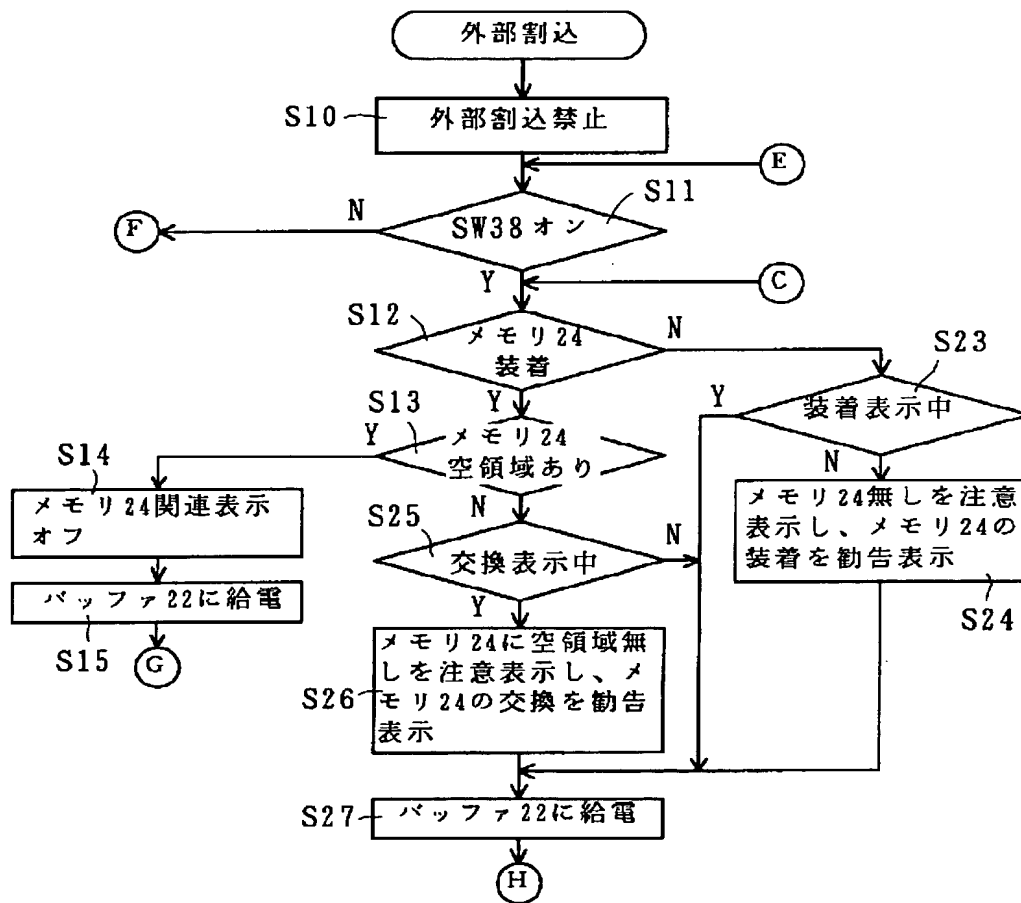 外部割込
S10
外部割込禁止
E
S11
N
F
SW38オン
Y
C
S12
メモリ24
装着
N
S23
Y
装着表示中
S13
Y
Y
メモリ24
空領域あり
N
S14
メモリ24関連表示
オフ
N
S25
交換表示中
N
メモリ24無しを注意
表示し、メモリ24の
装着を勧告表示
S24
バッファ22に給電
S15
G
Y
メモリ24に空領域無
しを注意表示し、メ
モリ24の交換を勧告
表示
S26
S27
バッファ22に給電
H